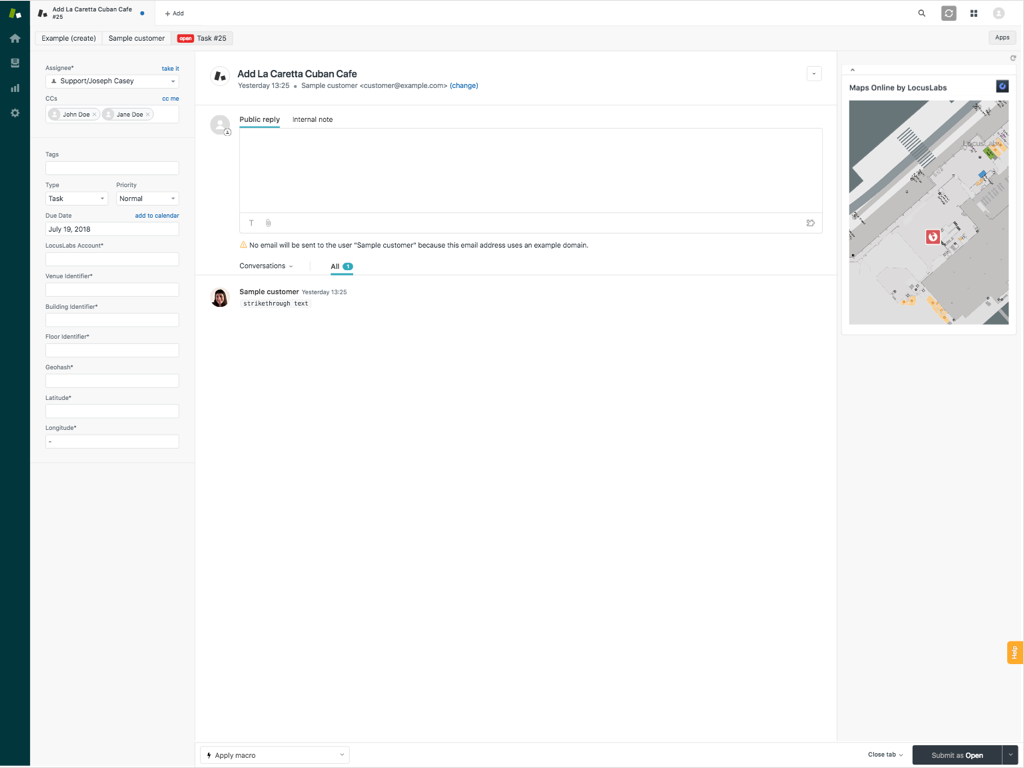 Add La Caretta Cuban Cafe
#25
+ Add
Example (create)
Sample customer
open Task #25
Apps
Assignee*
take it
Support/Joseph Casey
CCs
cc me
John Doe ×
Jane Doe ×
Tags
Type
Priority
Task
Normal
Due Date
add to calendar
July 19, 2018
LocusLabs Account*
Venue Identifier*
Building Identifier*
Floor Identifier*
Geohash*
Latitude*
Longitude*
-
Add La Caretta Cuban Cafe
Yesterday 13:25 • Sample customer <customer@example.com> (change)
Public reply
Internal note
T
No email will be sent to the user "Sample customer" because this email address uses an example domain.
Conversations
All 1
Sample customer Yesterday 13:25
strikethrough text
Maps Online by LocusLabs
Help
Apply macro
Close tab
Submit as Open